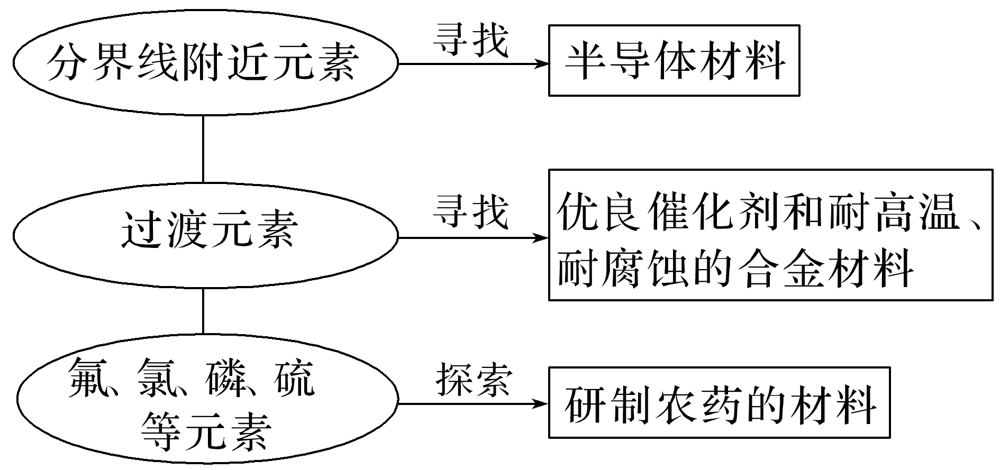 分界线附近元素
寻找
半导体材料
过渡元素
寻找
优良催化剂和耐高温、
耐腐蚀的合金材料
氟、氯、磷、硫
等元素
探索
研制农药的材料